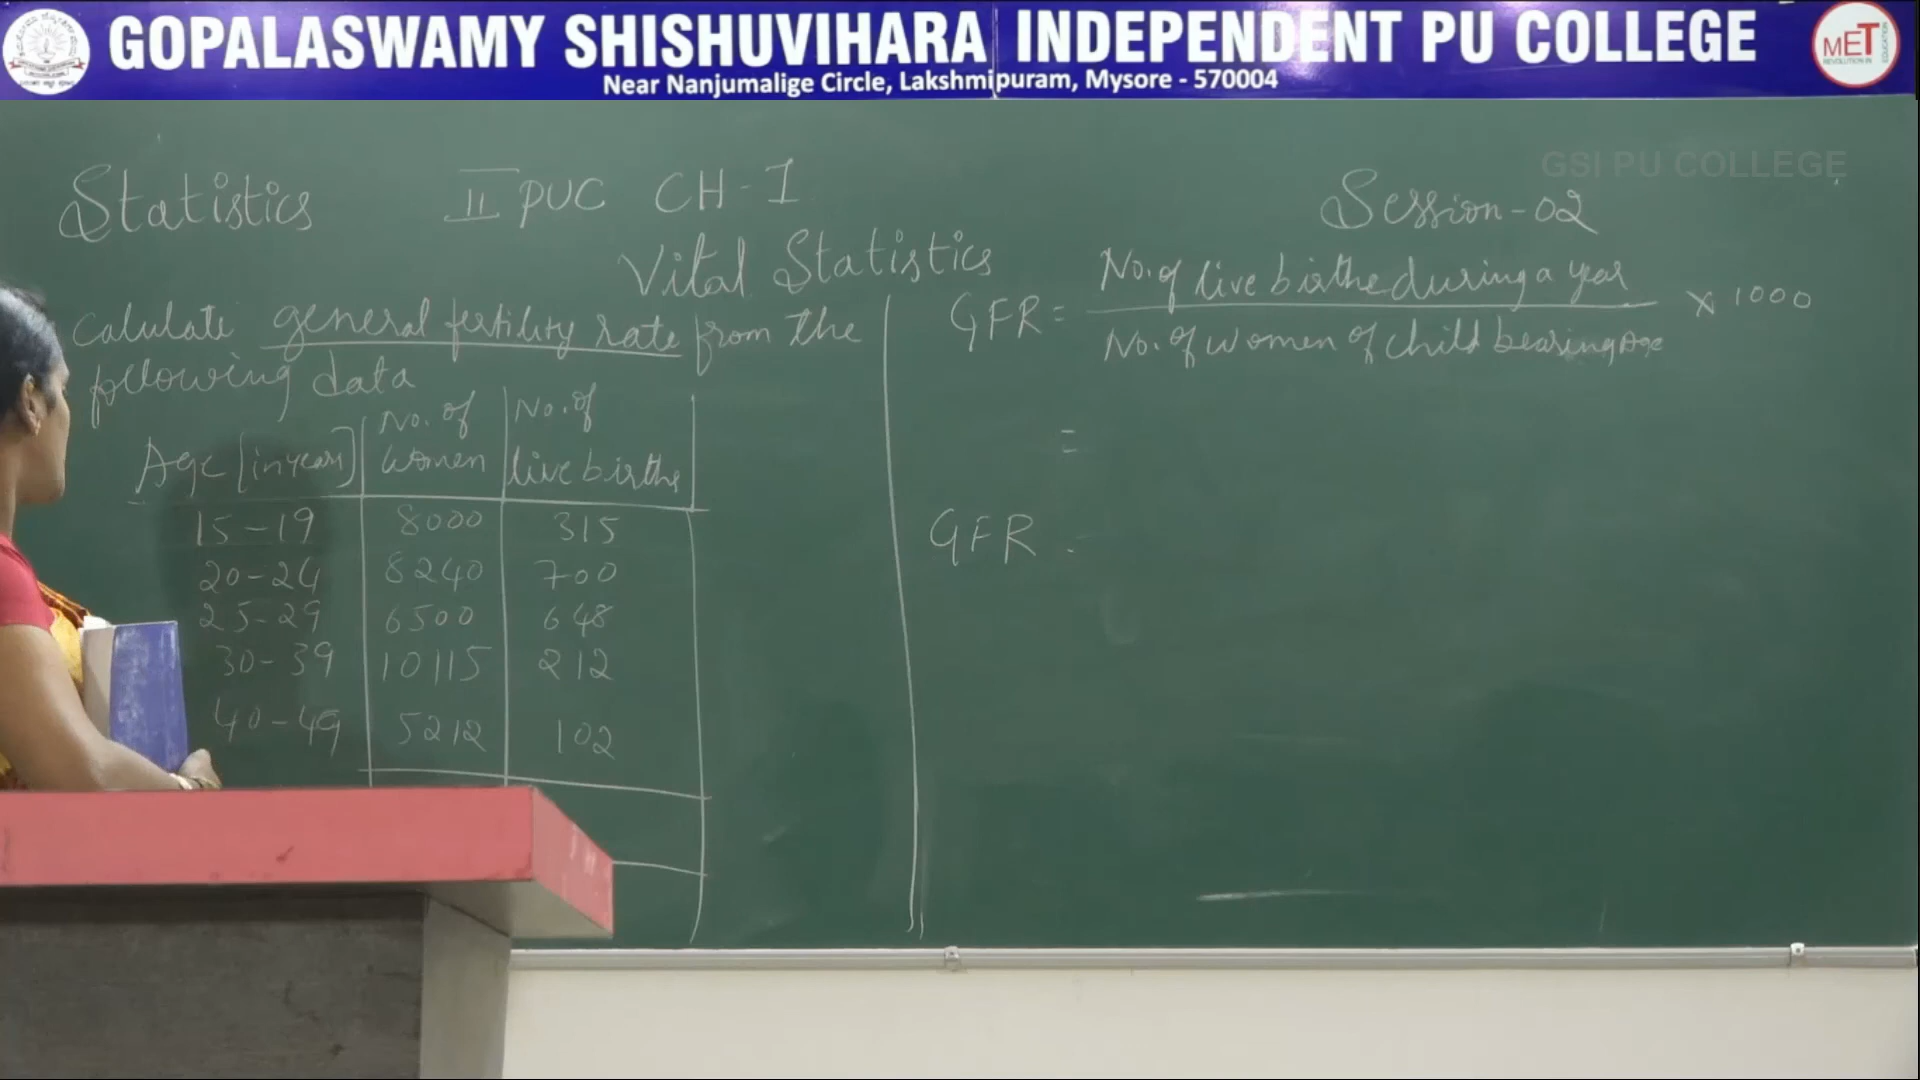 GOPALASWAMY SHISHUVIHARA INDEPENDENT PU COLLEGE
Near Nanjumalige Circle, Lakshmipuram, Mysore - 570004
MET
GSI PU COLLEGE
Statistics II PUC CH-1
Vital Statistics
Calulate general fertility rate from the
following data
Age [in years] No. of women No. of live births
15-19 8000 315
20-24 8240 700
25-29 6500 648
30-39 10115 212
40-49 5212 102
Session-02
GFR = No. of live births during a year
No. of women of child bearing Age × 1000
=
GFR